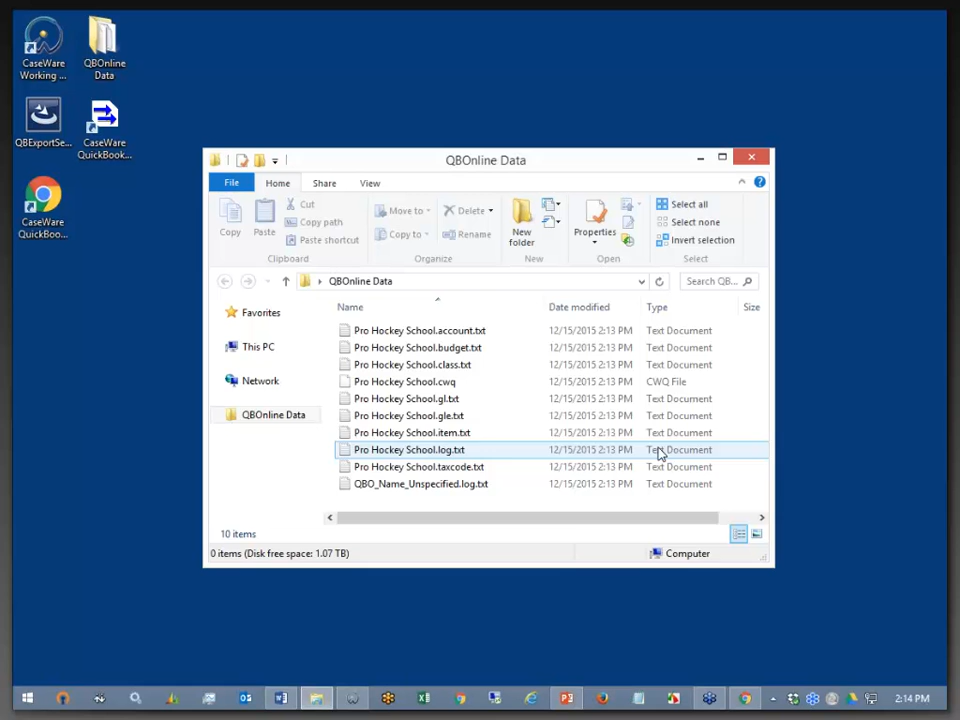 CaseWare
Working ...
QBOnline
Data
QBExportSe...
CaseWare
QuickBook...
CaseWare
QuickBoo...
QBOnline Data
File
Home
Share
View
Copy
Paste
Cut
Copy path
Paste shortcut
Clipboard
Move to
Copy to
Delete
Rename
Organize
New
folder
New
Properties
Open
Select all
Select none
Invert selection
Select
QBOnline Data
Search QB...
Favorites
This PC
Network
QBOnline Data
Name Date modified Type Size
Pro Hockey School.account.txt 12/15/2015 2:13 PM Text Document
Pro Hockey School.budget.txt 12/15/2015 2:13 PM Text Document
Pro Hockey School.class.txt 12/15/2015 2:13 PM Text Document
Pro Hockey School.cwq 12/15/2015 2:13 PM CWQ File
Pro Hockey School.gl.txt 12/15/2015 2:13 PM Text Document
Pro Hockey School.gle.txt 12/15/2015 2:13 PM Text Document
Pro Hockey School.item.txt 12/15/2015 2:13 PM Text Document
Pro Hockey School.log.txt 12/15/2015 2:13 PM Text Document
Pro Hockey School.taxcode.txt 12/15/2015 2:13 PM Text Document
QBO_Name_Unspecified.log.txt 12/15/2015 2:13 PM Text Document
10 items
0 items (Disk free space: 1.07 TB)
Computer
2:14 PM